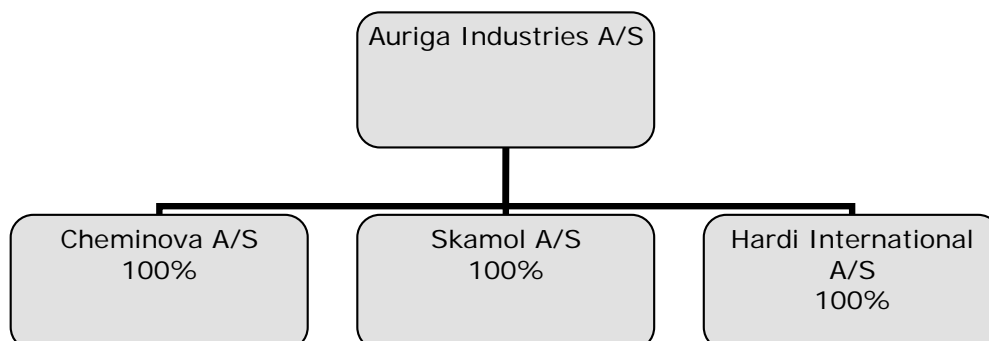 Auriga Industries A/S
Cheminova A/S
100%
Skamol A/S
100%
Hardi International
A/S
100%